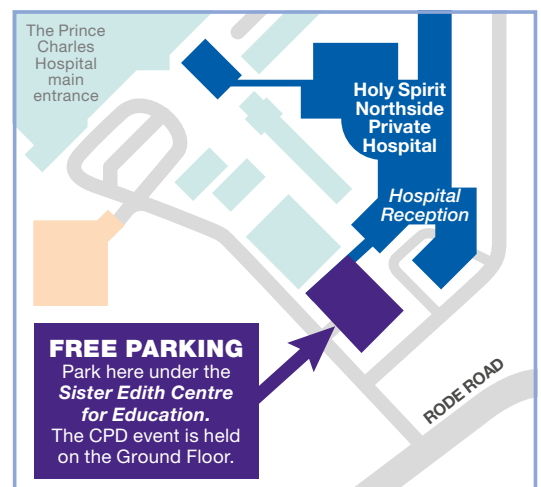 The Prince
Charles
Hospital
main
entrance
Holy Spirit
Northside
Private
Hospital
Hospital
Reception
FREE PARKING
Park here under the
Sister Edith Centre
for Education.
The CPD event is held
on the Ground Floor.
RODE ROAD